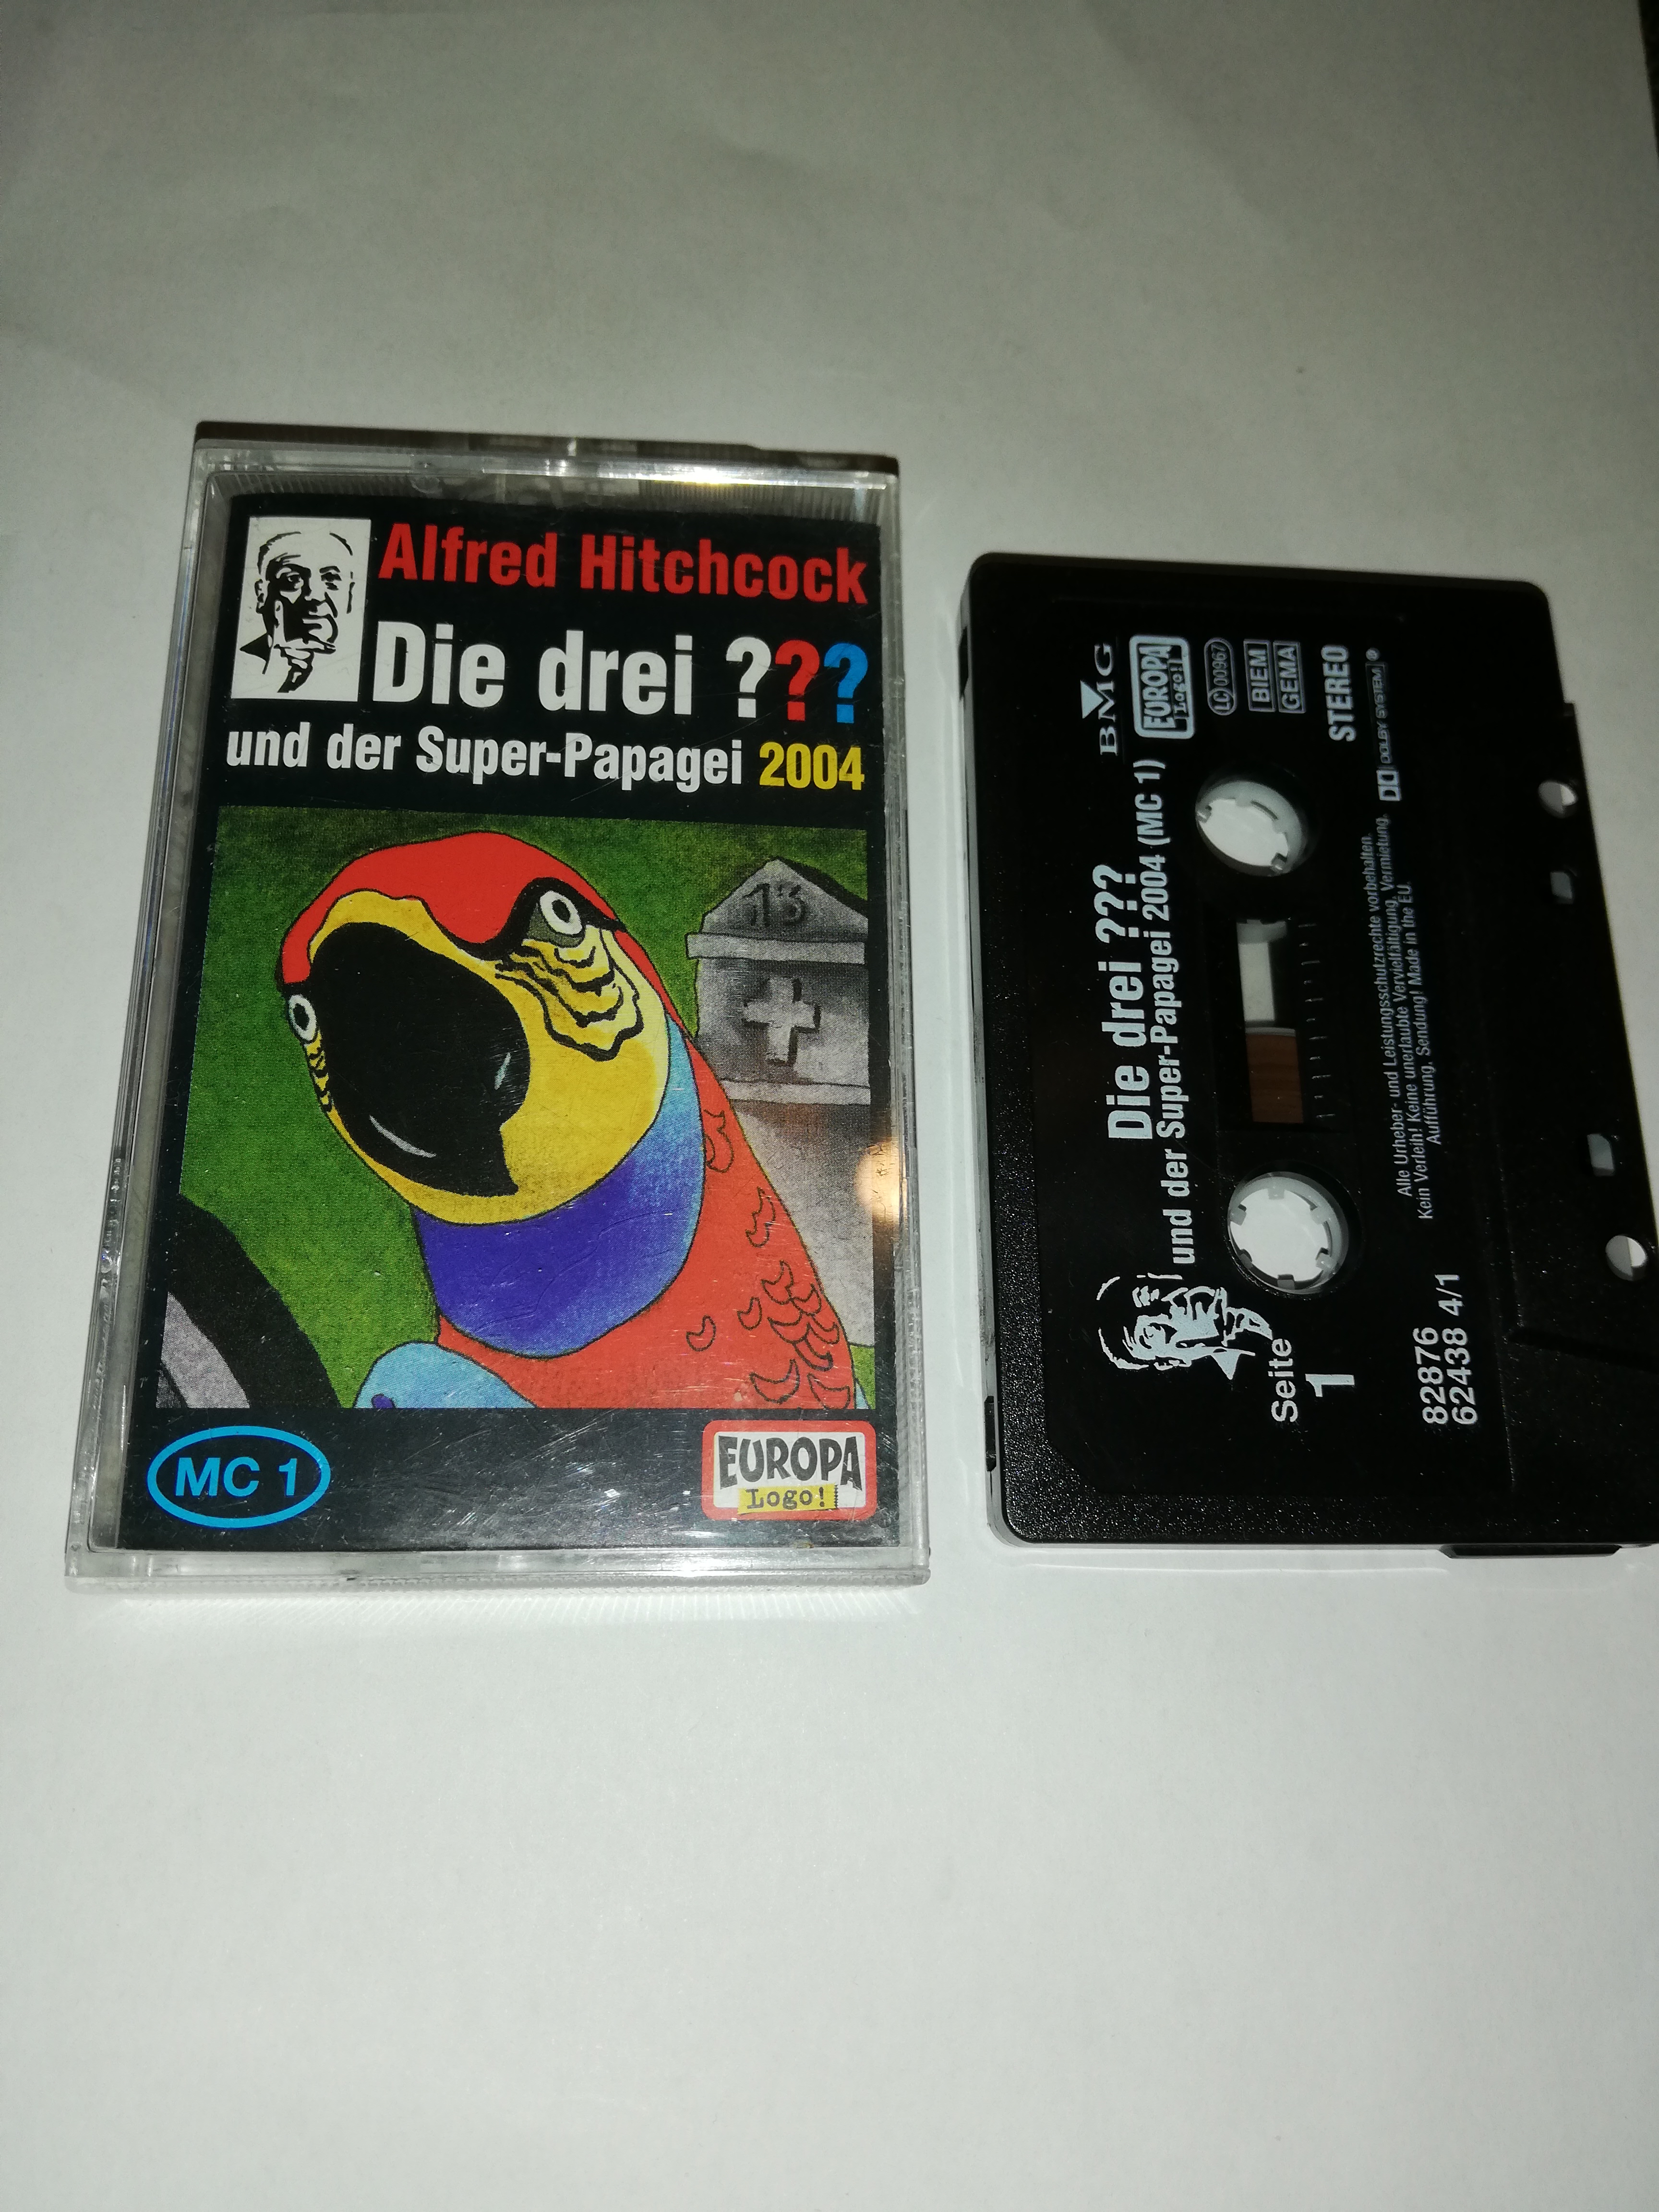 Alfred Hitchcock
Die drei ???
und der Super-Papagei 2004
13
MC 1
EUROPA
Logo!
BMG
EUROPA
Logo!
LC 001967
BIEM
GEMA
STEREO
DOLBY SYSTEM
Die drei ???
und der Super-Papagei 2004 (MC 1)
Seite
1
Alle Urheber- und Leistungsschutzrechte vorbehalten.
Kein Verleih! Keine unerlaubte Vervielfältigung, Vermietung,
Aufführung, Sendung! Made in the EU.
82876
62438 4/1